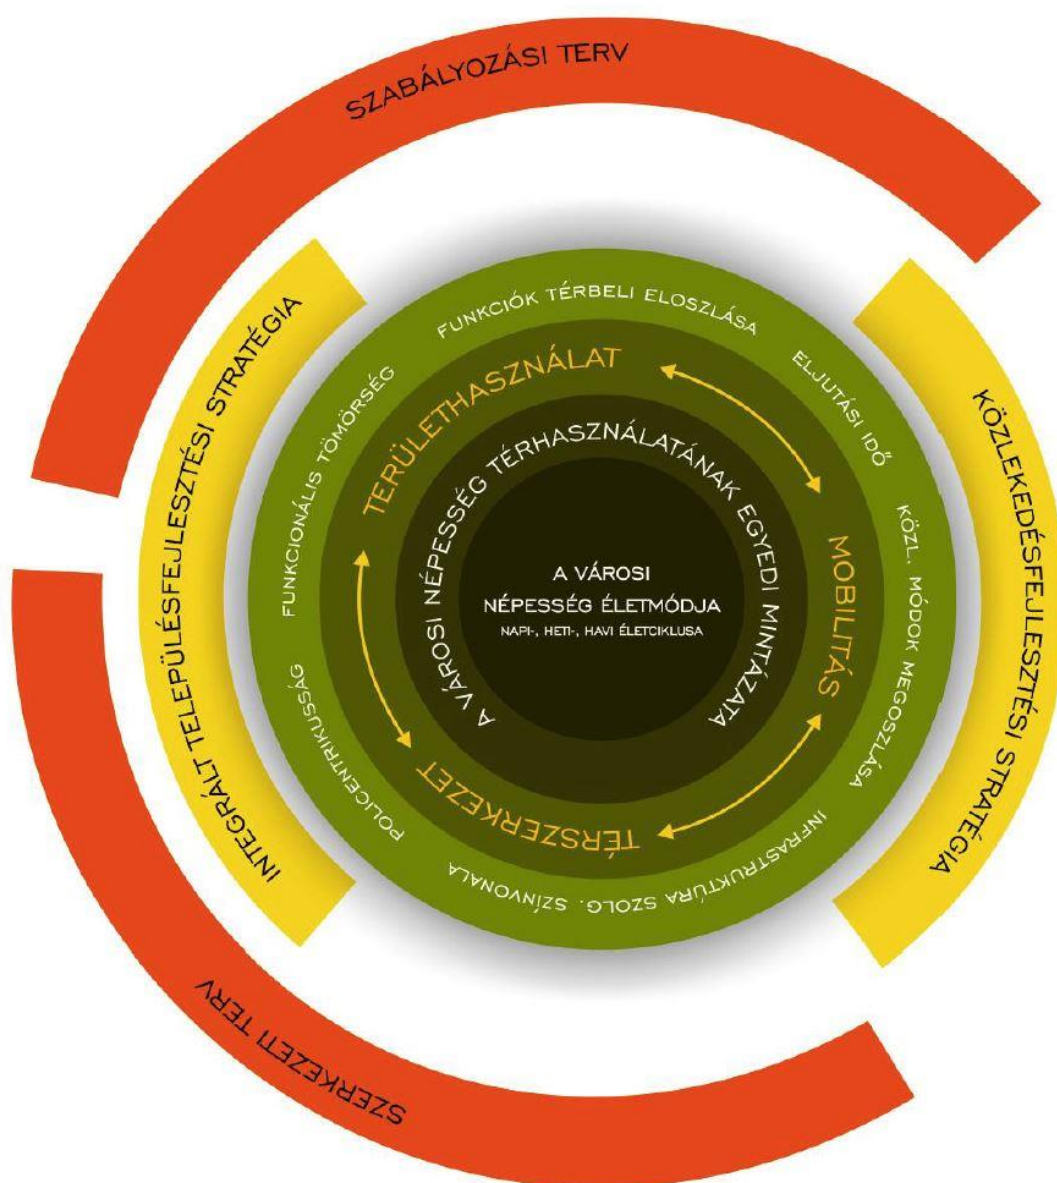 SZABÁLYOZÁSI TERV
INTEGRÁLT TELEPÜLÉSFEJLESZTÉSI STRATÉGIA
KÖZLEKEDÉSFEJLESZTÉSI STRATÉGIA
FUNKCIÓK TÉRBELI ELOSZLÁSA
ELJUTÁSI IDŐ
KÖZL. MÓDOK MEGOSZLÁSA
INFRASTRUKTÚRA SZOLG. SZÍNVONALA
POLICENTRIKUSSÁG
FUNKCIONÁLIS TÖMÖRSÉG
TERÜLETHASZNÁLAT
MOBILITÁS
TÉRSZERKEZET
A VÁROSI NÉPESSÉG TÉRHASZNÁLATÁNAK EGYEDI MINTÁZATA
A VÁROSI
NÉPESSÉG ÉLETMÓDJA
NAPI-, HETI-, HAVI ÉLETCIKLUSA
SZERKEZETI TERV